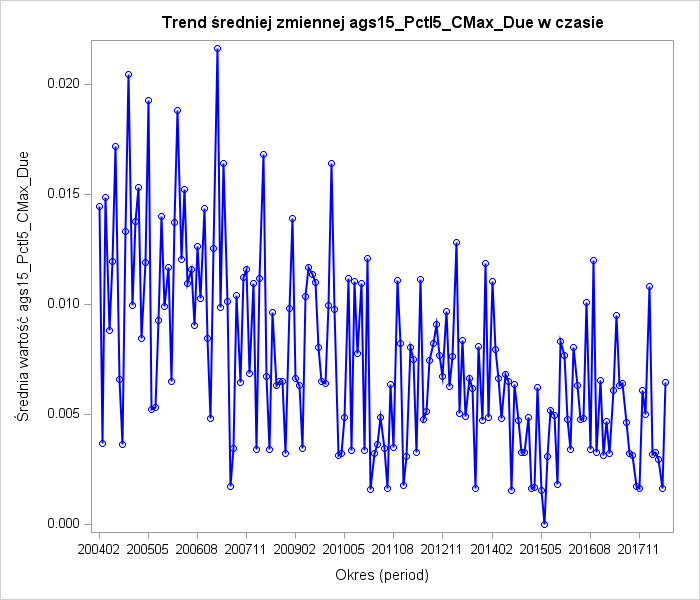 Trend średniej zmiennej ags15_Pctl5_CMax_Due w czasie
Średnia wartość ags15_Pctl5_CMax_Due
0.020
0.015
0.010
0.005
0.000
200402 200505 200608 200711 200902 201005 201108 201211 201402 201505 201608 201711
Okres (period)